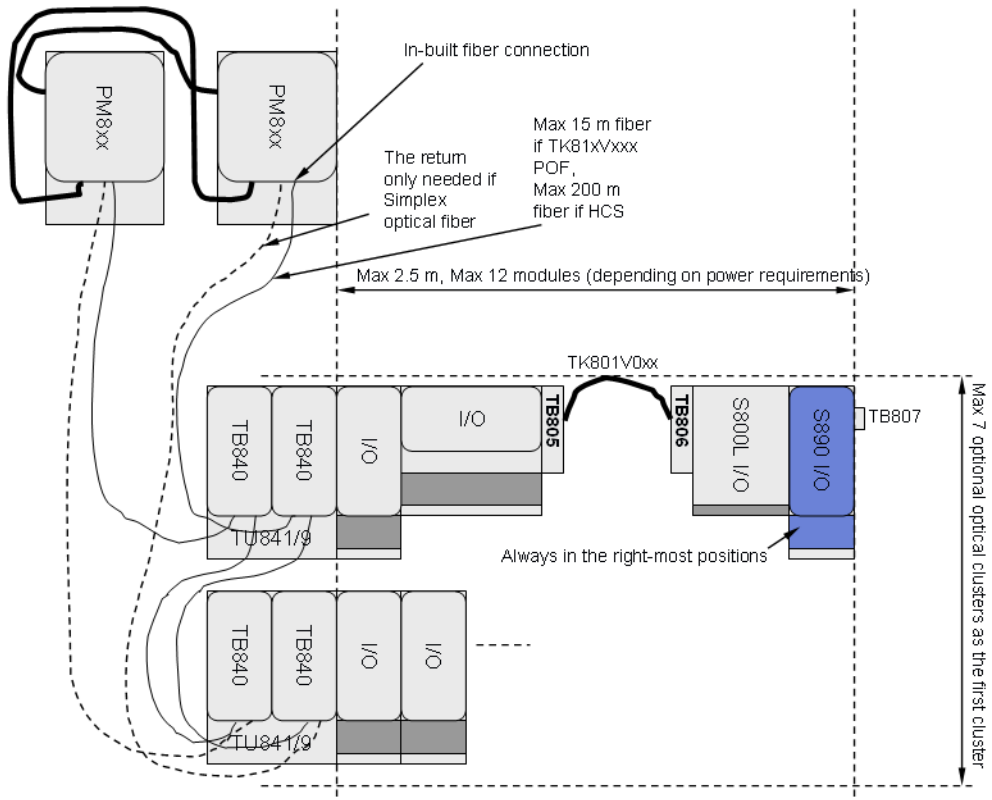 In-built fiber connection
PM8xx
PM8xx
Max 15 m fiber
if TK81xVxxx
POF,
Max 200 m
fiber if HCS
The return
only needed if
Simplex
optical fiber
Max 2.5 m, Max 12 modules (depending on power requirements)
TK801V0xx
TB840
TB840
I/O
I/O
TB805
TB806
S800L I/O
S890 I/O
TB807
TU841/9
Always in the right-most positions
Max 7 optional optical clusters as the first cluster
TB840
TB840
I/O
I/O
TU841/9